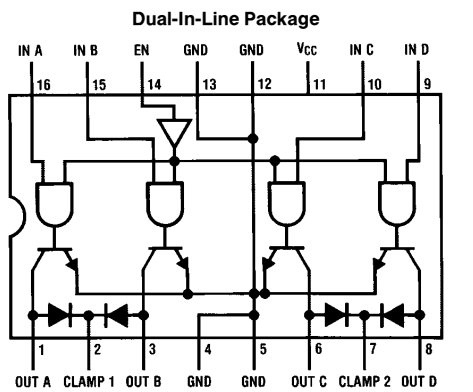 Dual-In-Line Package
IN A IN B EN GND GND VCC IN C IN D
16 15 14 13 12 11 10 9
1 2 3 4 5 6 7 8
OUT A CLAMP 1 OUT B GND GND OUT C CLAMP 2 OUT D